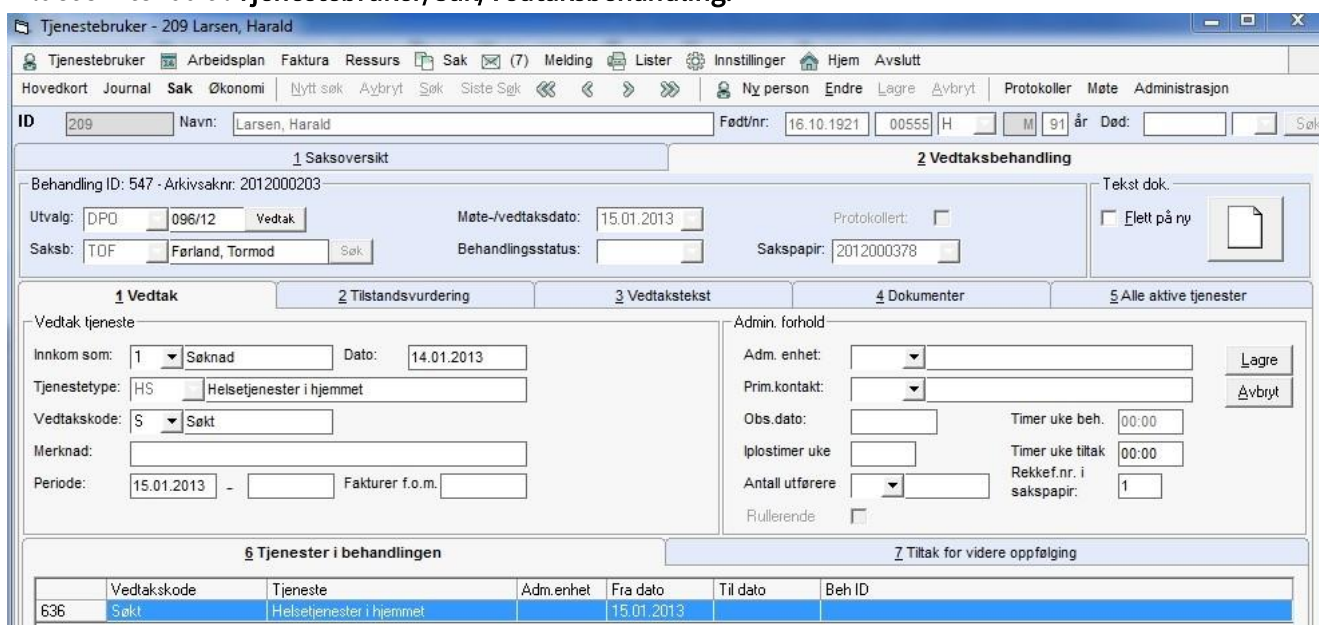 Tjenestebruker - 209 Larsen, Harald
Tjenestebruker Arbeidsplan Faktura Ressurs Sak (7) Melding Lister Innstillinger Hjem Avslutt
Hovedkort Journal Sak Økonomi Nytt søk Avbryt Søk Siste Søk Ny person Endre Lagre Avbryt Protokoller Møte Administrasjon
ID 209 Navn: Larsen, Harald Født/nr: 16.10.1921 00555 H M 91 år Død: Søk
1 Saksoversikt 2 Vedtaksbehandling
Behandling ID: 547 - Arkivsaknr: 2012000203 Tekst dok.
Utvalg: DPO 096/12 Vedtak Møte-/vedtaksdato: 15.01.2013 Protokollert: Flett på ny
Saksb: TOF Førland, Tormod Søk Behandlingsstatus: Sakspapir: 2012000378
1 Vedtak 2 Tilstandsvurdering 3 Vedtakstekst 4 Dokumenter 5 Alle aktive tjenester
Vedtak tjeneste Admin. forhold
Innkom som: 1 Søknad Dato: 14.01.2013 Adm. enhet: Lagre
Tjenestetype: HS Helsetjenester i hjemmet Prim.kontakt: Avbryt
Vedtakskode: S Søkt Obs.dato: Timer uke beh. 00:00
Merknad: Iplostimer uke Timer uke tiltak 00:00
Periode: 15.01.2013 - Fakturer f.o.m. Antall utførere Rekkef.nr. i sakspapir: 1
Rullerende
6 Tjenester i behandlingen 7 Tiltak for videre oppfølging
Vedtakskode Tjeneste Adm.enhet Fra dato Til dato Beh ID
636 Søkt Helsetjenester i hjemmet 15.01.2013